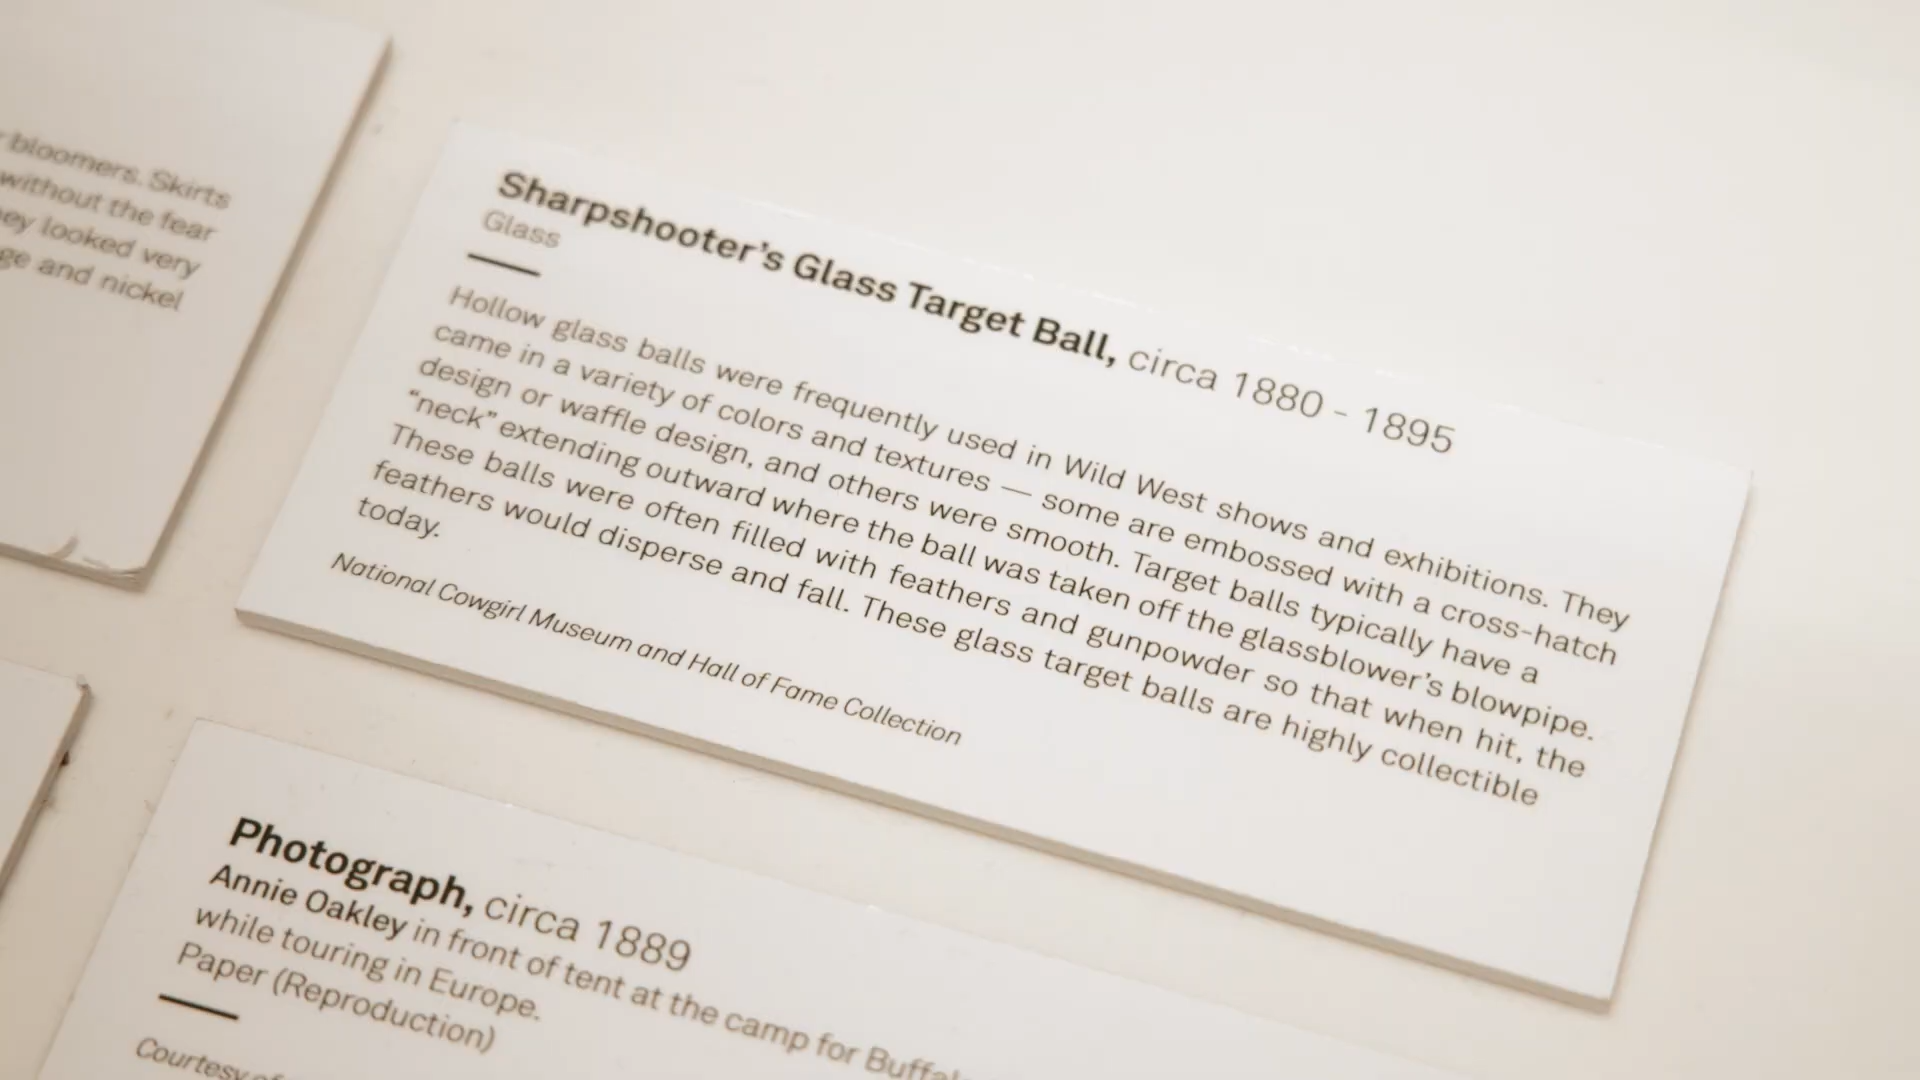 bloomers. Skirts
without the fear
looked very
and nickel
Sharpshooter's Glass Target Ball, circa 1880 - 1895
Glass
Hollow glass balls were frequently used in Wild West shows and exhibitions. They
came in a variety of colors and textures — some are embossed with a cross-hatch
design or waffle design, and others were smooth. Target balls typically have a
“neck” extending outward where the ball was taken off the glassblower's blowpipe.
These balls were often filled with feathers and gunpowder so that when hit, the
feathers would disperse and fall. These glass target balls are highly collectible
today.
National Cowgirl Museum and Hall of Fame Collection
Photograph, circa 1889
Annie Oakley in front of tent at the camp for
while touring in Europe.
Paper (Reproduction)
Courtesy of